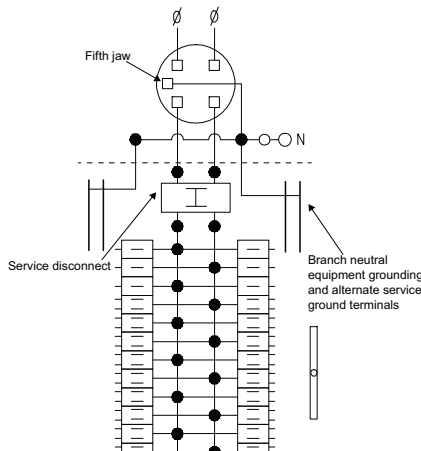 Ø Ø
Fifth jaw
N
Service disconnect
Branch neutral
equipment grounding
and alternate service
ground terminals